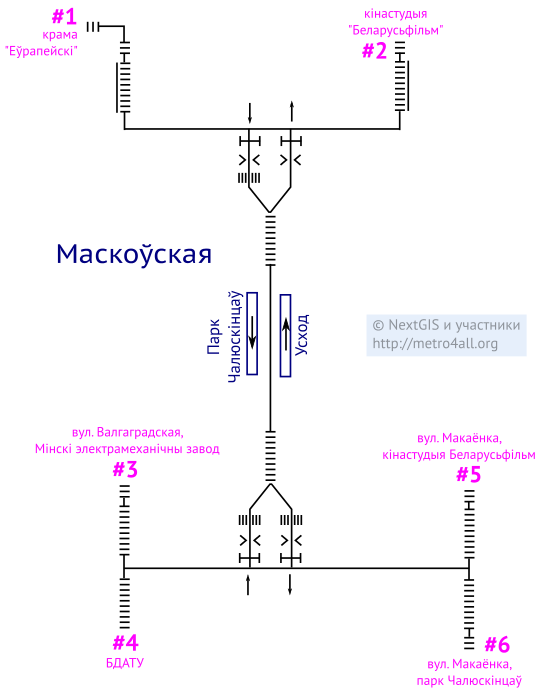 #1
крама
"Еўрапейскі"
кінастудыя
"Беларусьфільм"
#2
Маскоўская
Парк
Чалюскінцаў
Усход
© NextGIS и участники
http://metro4all.org
вул. Валгаградская,
Мінскі электрамеханічны завод
#3
вул. Макаёнка,
кінастудыя Беларусьфільм
#5
#4
БДАТУ
#6
вул. Макаёнка,
парк Чалюскінцаў